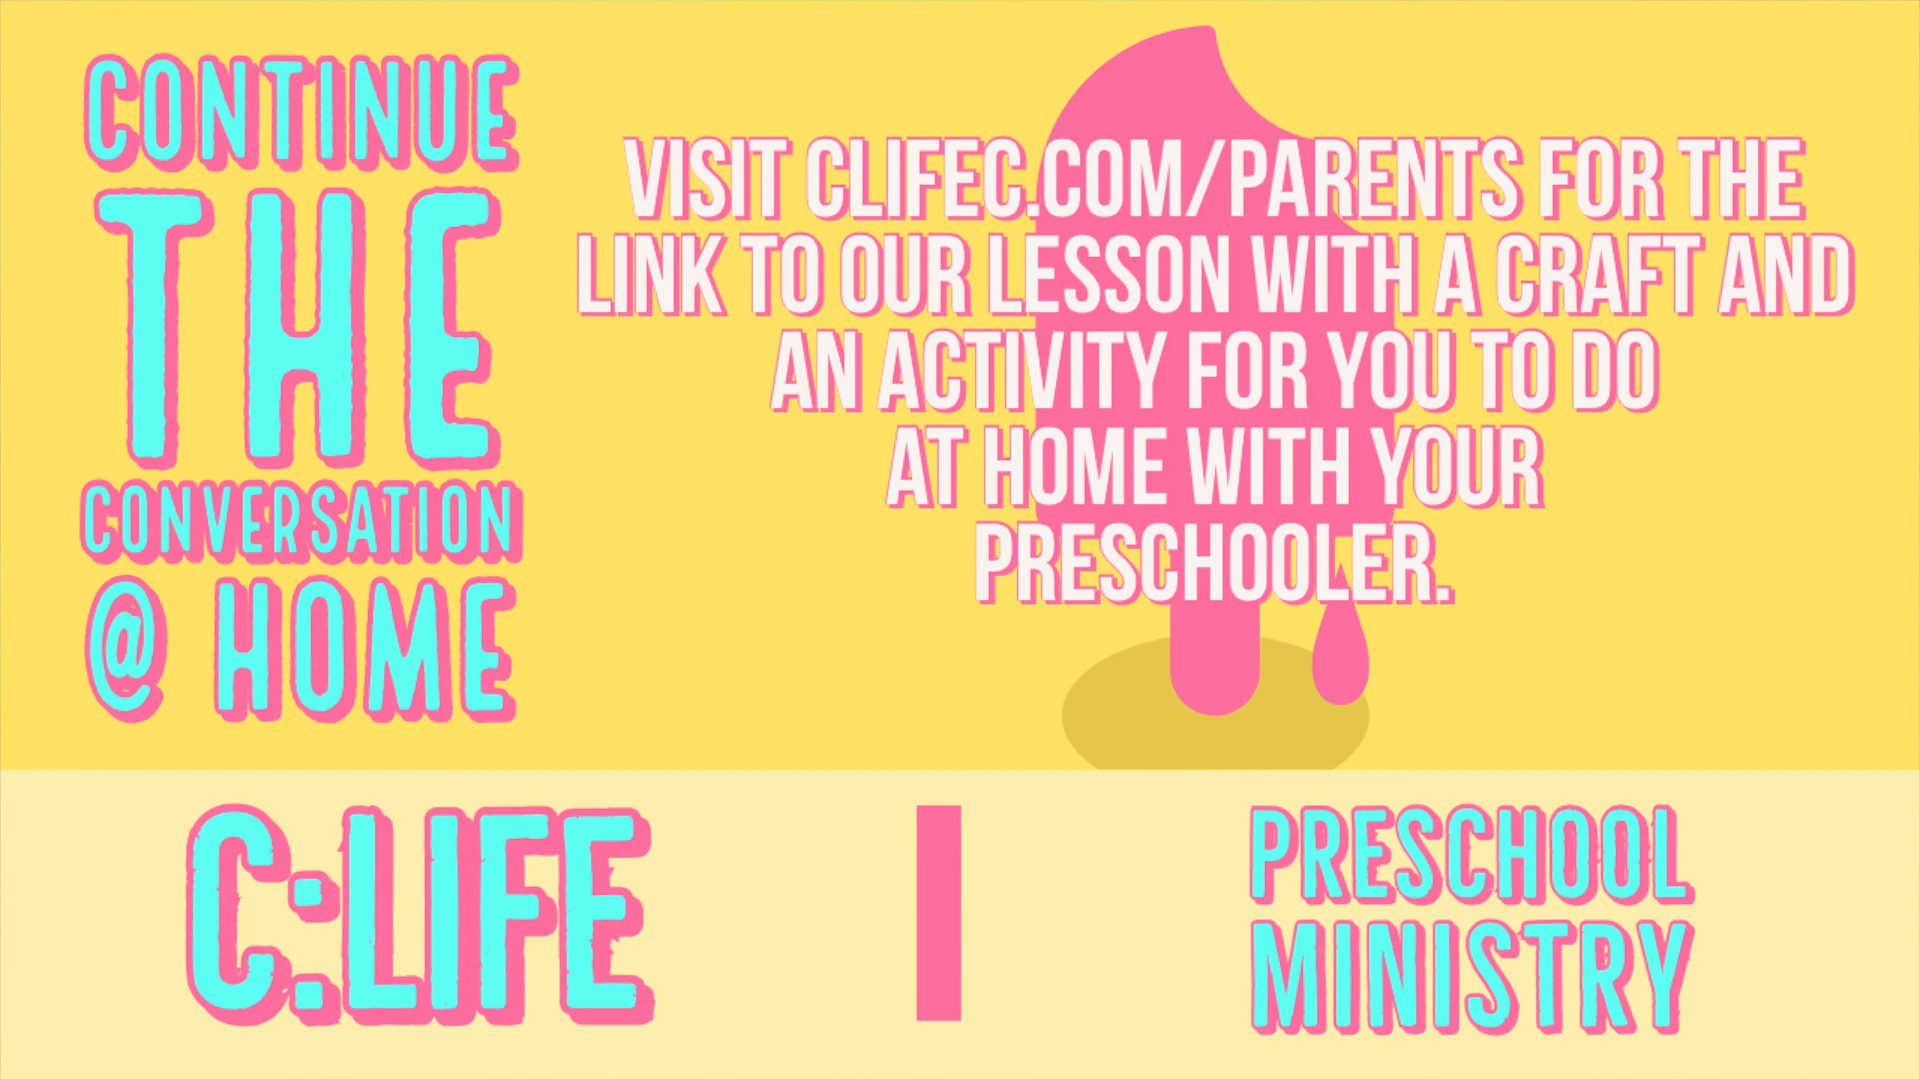 CONTINUE
THE
CONVERSATION
@ HOME
VISIT CLIFEC.COM/PARENTS FOR THE
LINK TO OUR LESSON WITH A CRAFT AND
AN ACTIVITY FOR YOU TO DO
AT HOME WITH YOUR
PRESCHOOLER.
C:LIFE
PRESCHOOL
MINISTRY